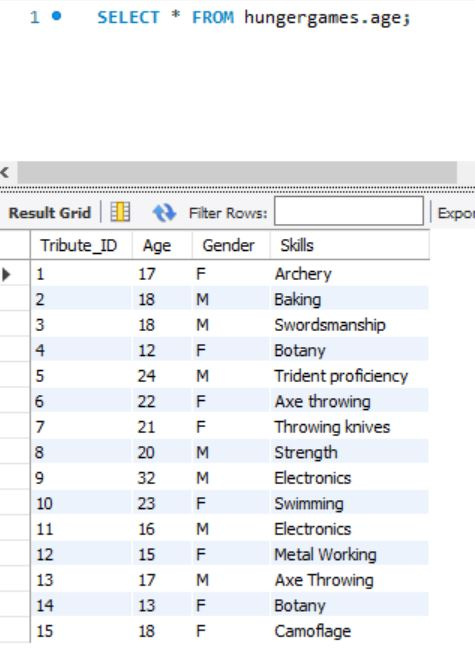 1 SELECT * FROM hungergames.age;
Result Grid Filter Rows:
Tribute_ID Age Gender Skills
1 17 F Archery
2 18 M Baking
3 18 M Swordsmanship
4 12 F Botany
5 24 M Trident proficiency
6 22 F Axe throwing
7 21 F Throwing knives
8 20 M Strength
9 32 M Electronics
10 23 F Swimming
11 16 M Electronics
12 15 F Metal Working
13 17 M Axe Throwing
14 13 F Botany
15 18 F Camoflage